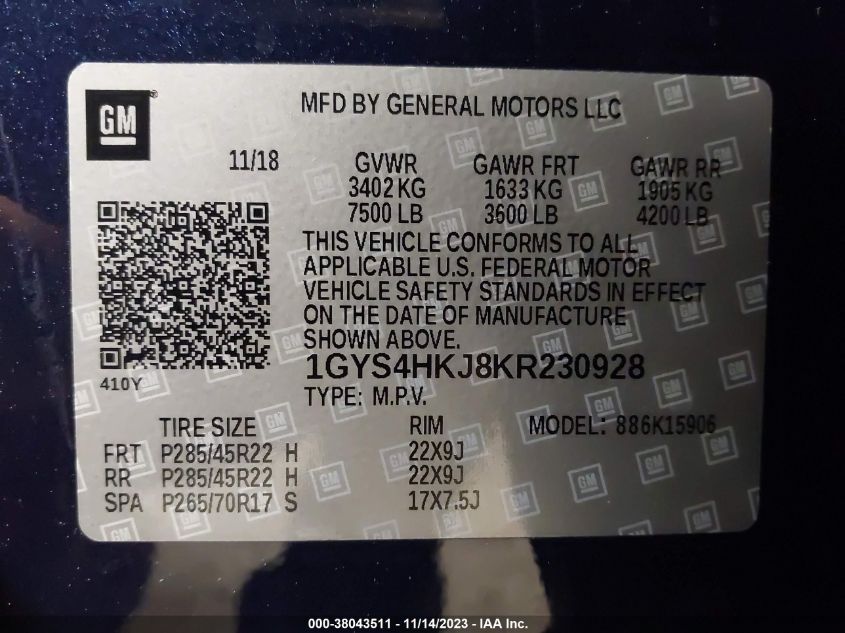 GM ®
MFD BY GENERAL MOTORS LLC
11/18 GVWR GAWR FRT GAWR RR
3402 KG 1633 KG 1905 KG
7500 LB 3600 LB 4200 LB
THIS VEHICLE CONFORMS TO ALL
APPLICABLE U.S. FEDERAL MOTOR
VEHICLE SAFETY STANDARDS IN EFFECT
ON THE DATE OF MANUFACTURE
SHOWN ABOVE.
1GYS4HKJ8KR230928
410Y
TYPE: M.P.V.
TIRE SIZE RIM MODEL: 886K15906
FRT P285/45R22 H 22X9J
RR P285/45R22 H 22X9J
SPA P265/70R17 S 17X7.5J
000-38043511 - 11/14/2023 - IAA Inc.